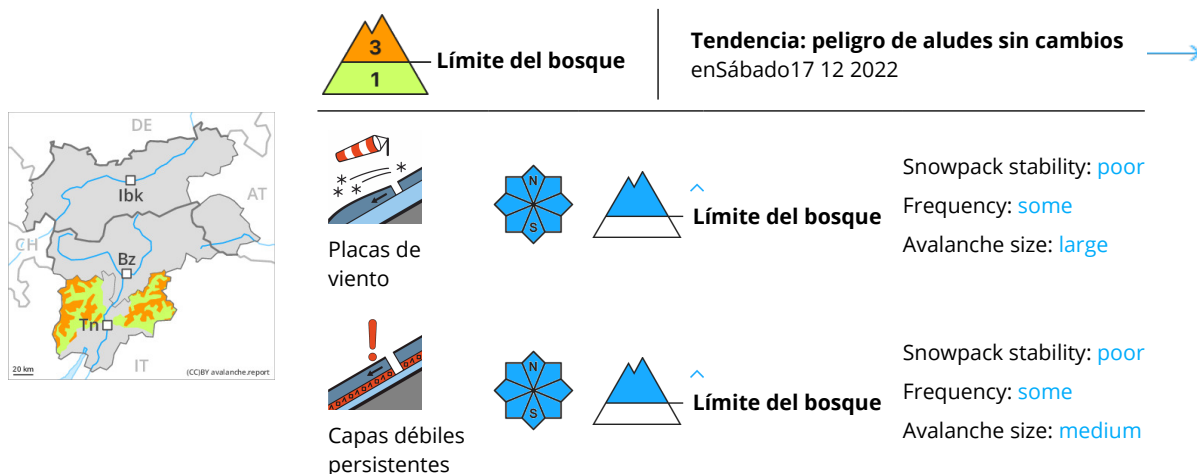 3
1
Límite del bosque
Tendencia: peligro de aludes sin cambios
enSábado17 12 2022
DE
Ibk
AT
CH
Bz
Tn
IT
20 km
(CC)BY avalanche.report
Placas de
viento
N
S
Límite del bosque
Snowpack stability: poor
Frequency: some
Avalanche size: large
Capas débiles
persistentes
N
S
Límite del bosque
Snowpack stability: poor
Frequency: some
Avalanche size: medium